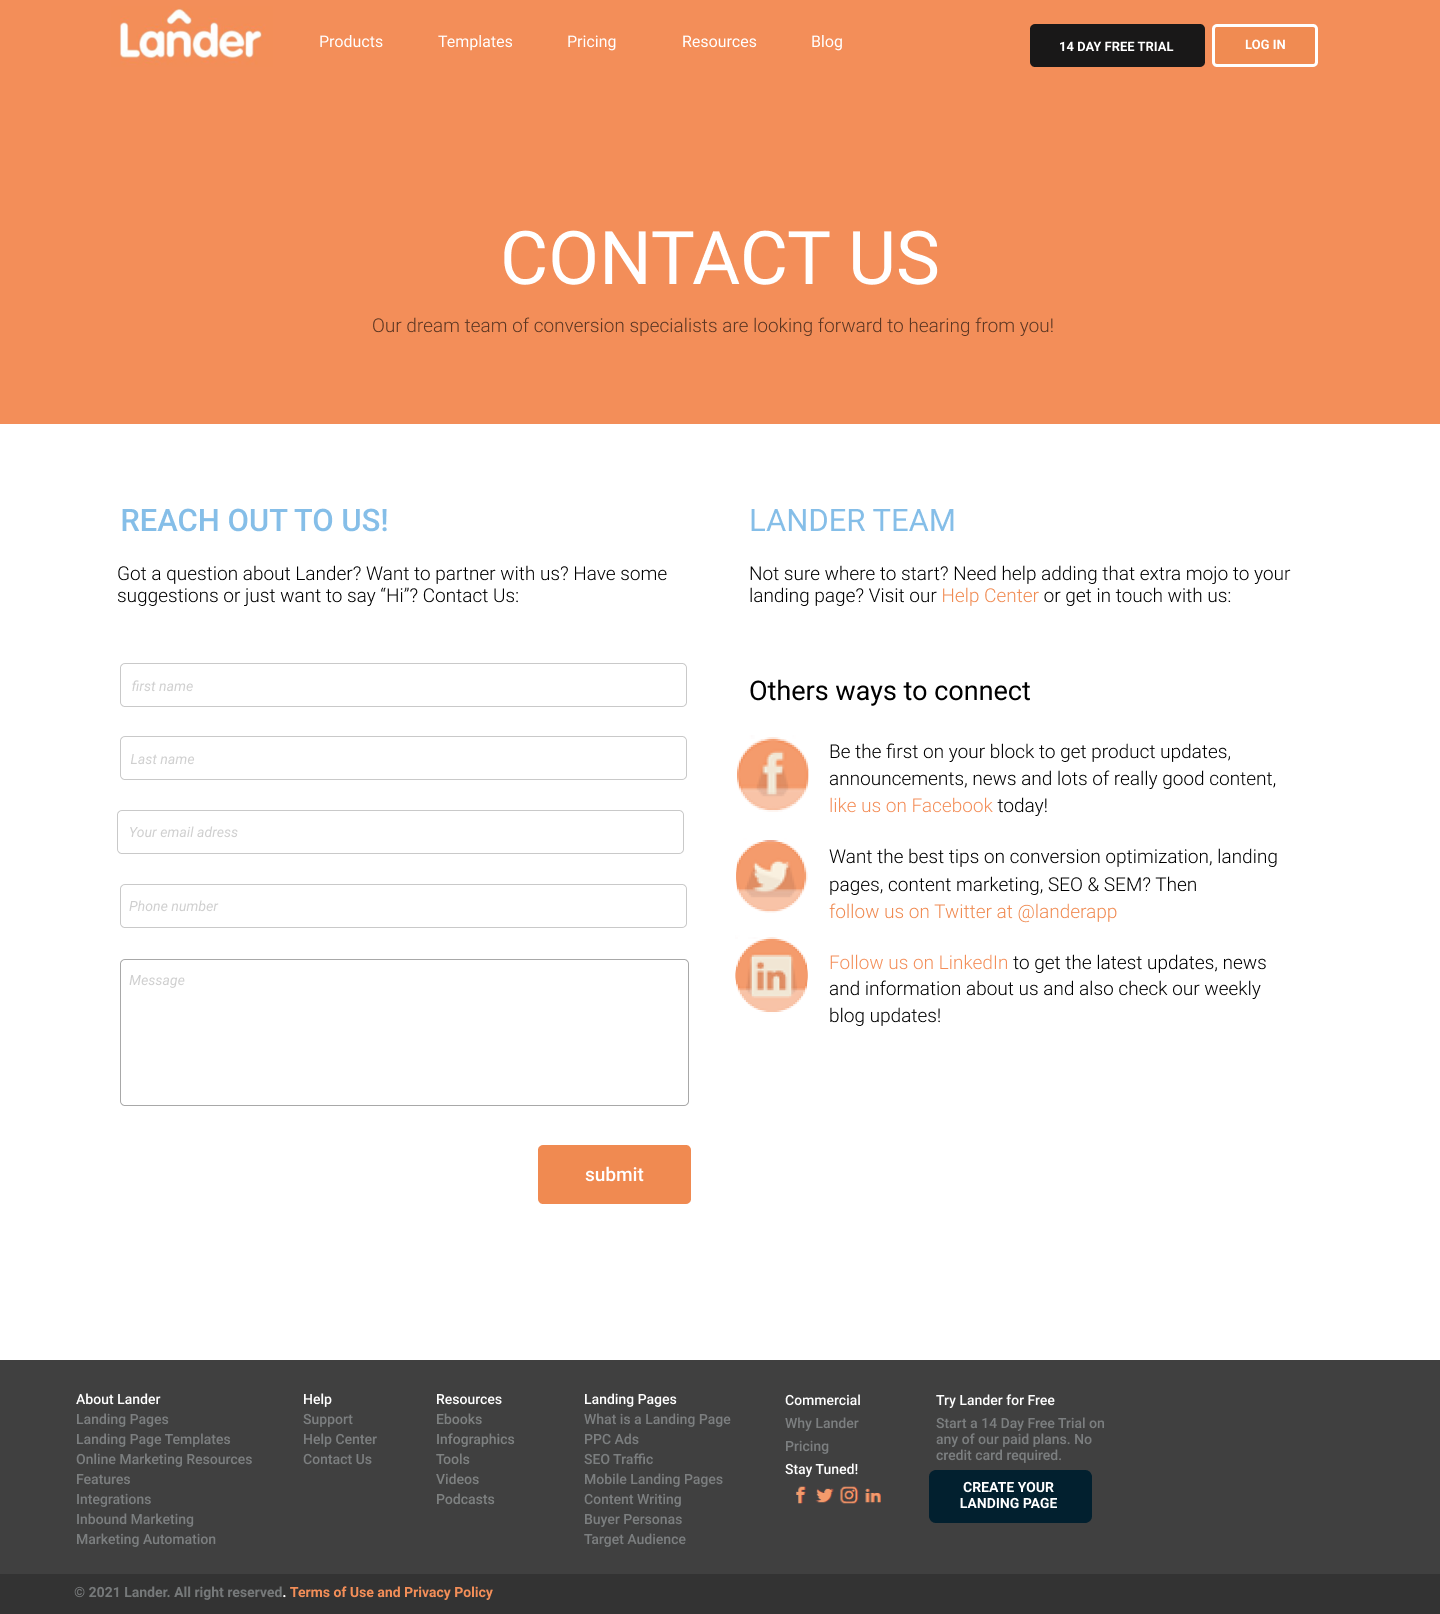 Lander
Products
Templates
Pricing
Resources
Blog
14 DAY FREE TRIAL
LOG IN
CONTACT US
Our dream team of conversion specialists are looking forward to hearing from you!
REACH OUT TO US!
Got a question about Lander? Want to partner with us? Have some
suggestions or just want to say “Hi”? Contact Us:
first name
Last name
Your email adress
Phone number
Message
submit
LANDER TEAM
Not sure where to start? Need help adding that extra mojo to your
landing page? Visit our Help Center or get in touch with us:
Others ways to connect
Be the first on your block to get product updates,
announcements, news and lots of really good content,
like us on Facebook today!
Want the best tips on conversion optimization, landing
pages, content marketing, SEO & SEM? Then
follow us on Twitter at @landerapp
Follow us on LinkedIn to get the latest updates, news
and information about us and also check our weekly
blog updates!
About Lander
Landing Pages
Landing Page Templates
Online Marketing Resources
Features
Integrations
Inbound Marketing
Marketing Automation
Help
Support
Help Center
Contact Us
Resources
Ebooks
Infographics
Tools
Videos
Podcasts
Landing Pages
What is a Landing Page
PPC Ads
SEO Traffic
Mobile Landing Pages
Content Writing
Buyer Personas
Target Audience
Commercial
Why Lander
Pricing
Stay Tuned!
Try Lander for Free
Start a 14 Day Free Trial on
any of our paid plans. No
credit card required.
CREATE YOUR
LANDING PAGE
© 2021 Lander. All right reserved. Terms of Use and Privacy Policy